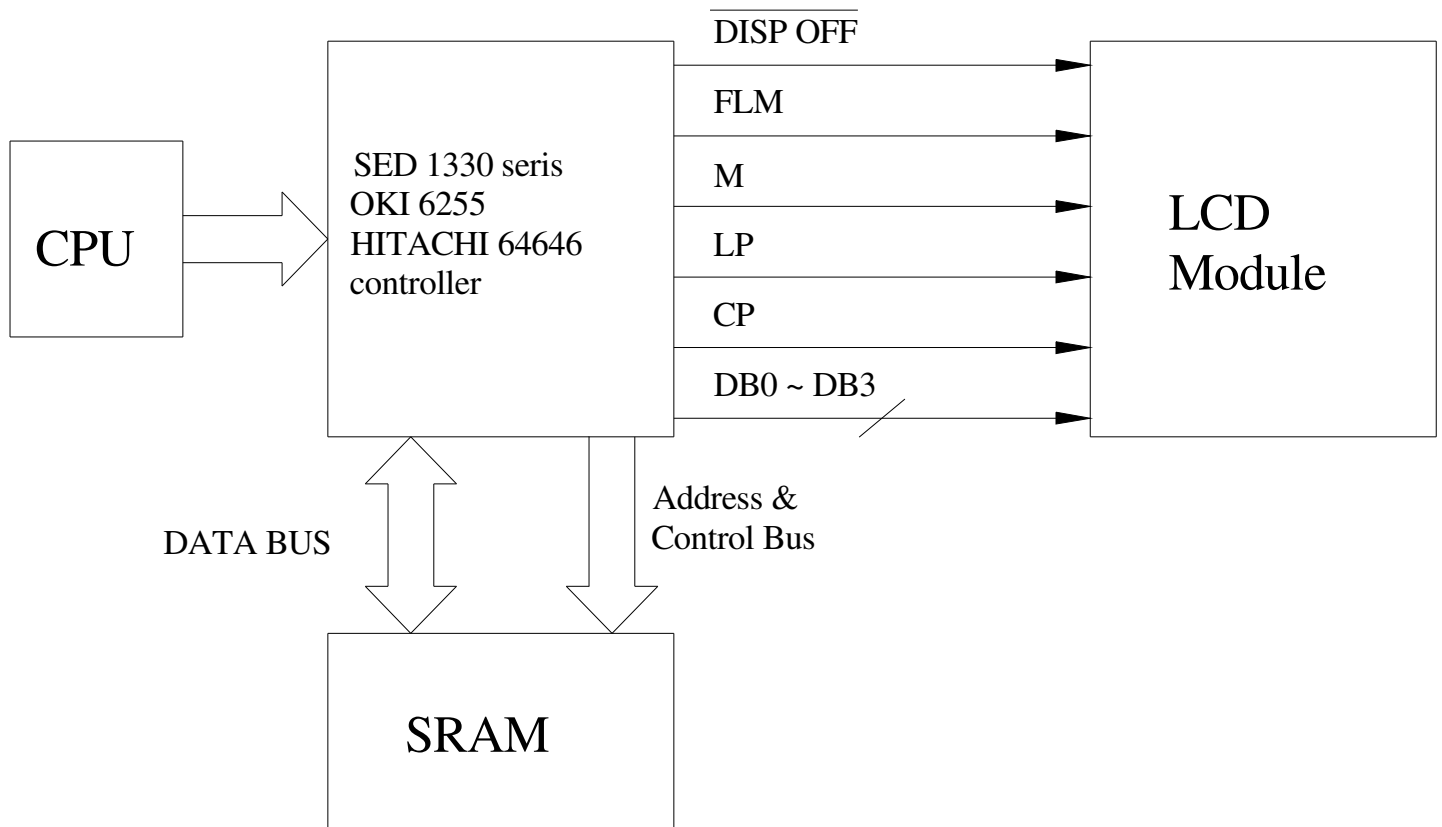 DISP OFF
FLM
M
LP
CP
DB0 ~ DB3
CPU
SED 1330 seris
OKI 6255
HITACHI 64646
controller
LCD
Module
DATA BUS
Address &
Control Bus
SRAM